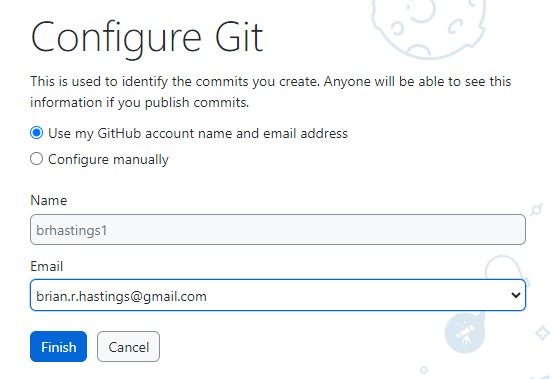 Configure Git
This is used to identify the commits you create. Anyone will be able to see this
information if you publish commits.
Use my GitHub account name and email address
Configure manually
Name
brhastings1
Email
brian.r.hastings@gmail.com
Finish Cancel